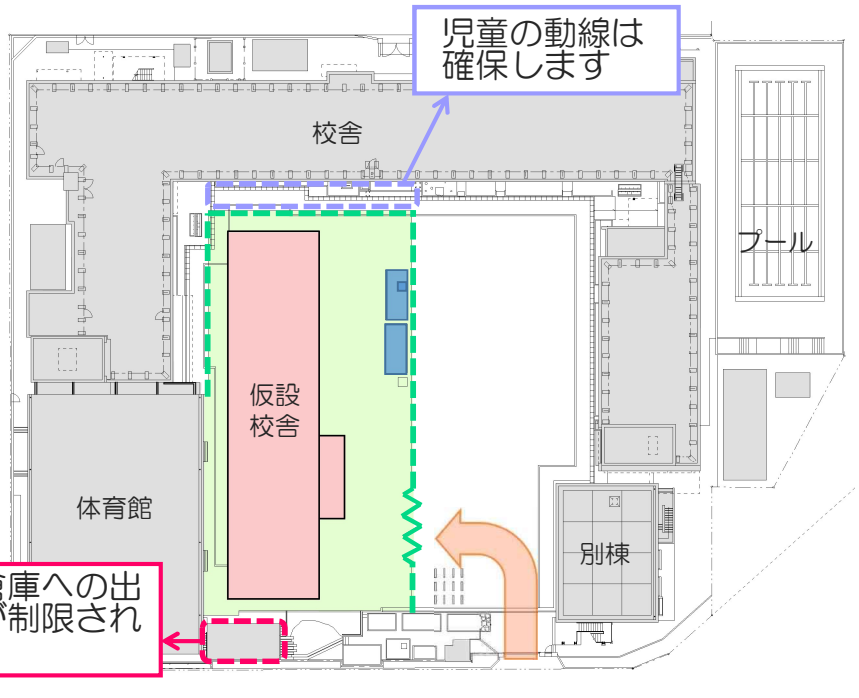 児童の動線は
確保します
校舎
プール
仮設
校舎
体育館
別棟
庫への出
が制限され